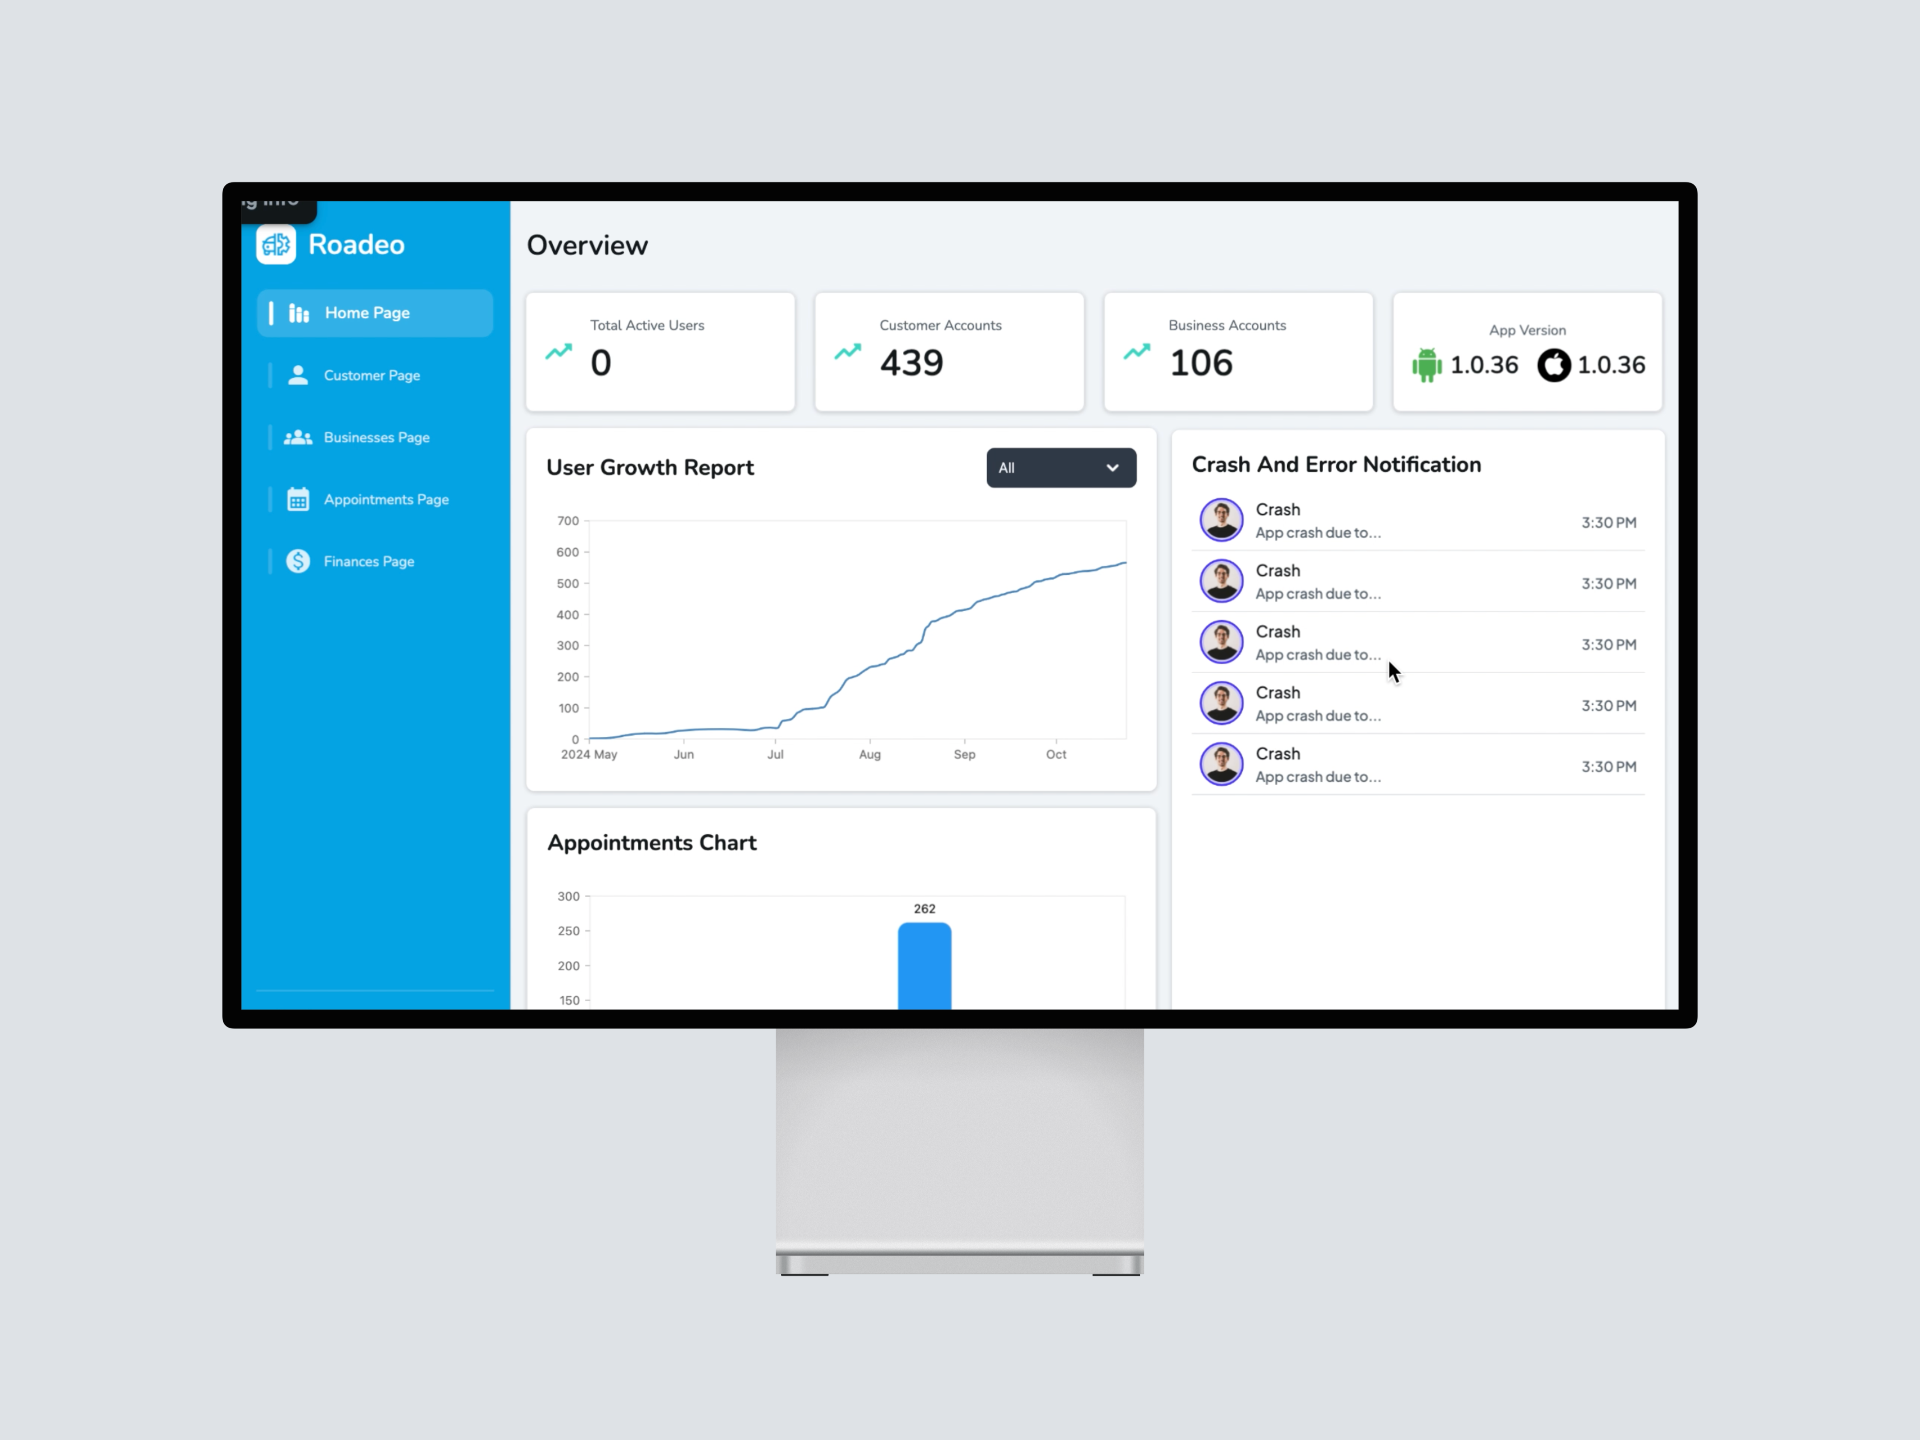 Roadeo
Home Page
Customer Page
Businesses Page
Appointments Page
Finances Page
Overview
Total Active Users
0
Customer Accounts
439
Business Accounts
106
App Version
1.0.36 1.0.36
User Growth Report
All
700
600
500
400
300
200
100
0
2024 May Jun Jul Aug Sep Oct
Crash And Error Notification
Crash
App crash due to...
3:30 PM
Crash
App crash due to...
3:30 PM
Crash
App crash due to...
3:30 PM
Crash
App crash due to...
3:30 PM
Crash
App crash due to...
3:30 PM
Appointments Chart
300
262
250
200
150